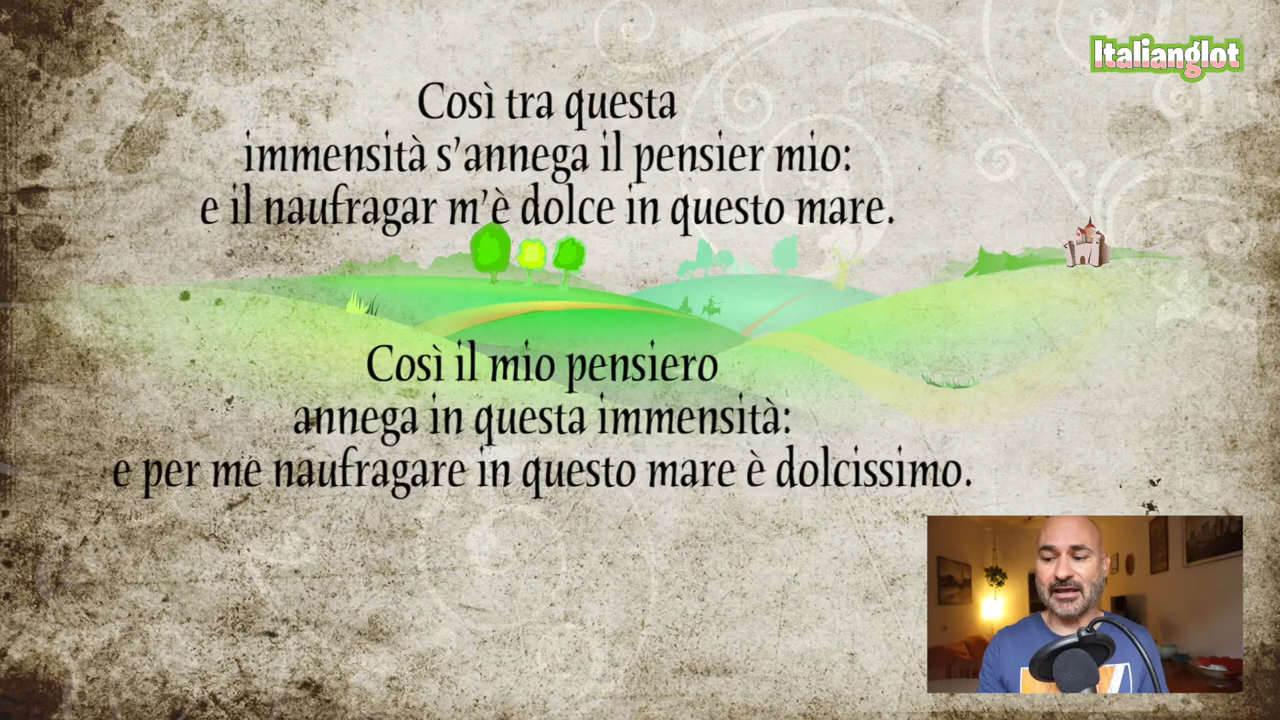 Italianglot
Così tra questa
immensità s’annega il pensier mio:
e il naufragar m’è dolce in questo mare.
Così il mio pensiero
annega in questa immensità:
e per me naufragare in questo mare è dolcissimo.